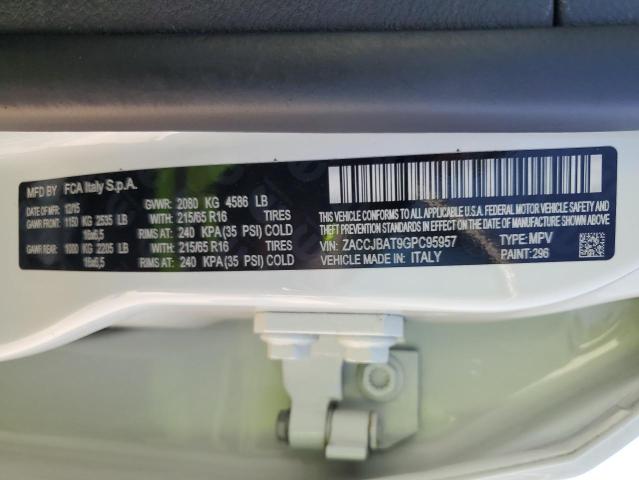 MFD BY FCA Italy S.p.A.
DATE OF MFR: 12/15 GVWR: 2080 KG 4586 LB
GAWR FRONT: 1150 KG 2535 LB WITH: 215/65 R16 TIRES
16x6,5 RIMS AT: 240 KPA (35 PSI) COLD
GAWR REAR: 1000 KG 2205 LB WITH: 215/65 R16 TIRES
16x6,5 RIMS AT: 240 KPA (35 PSI) COLD
THIS VEHICLE CONFORMS TO ALL APPLICABLE
FEDERAL MOTOR VEHICLE SAFETY, BUMPER, AND
THEFT PREVENTION STANDARDS IN EFFECT ON THE
DATE OF MANUFACTURE SHOWN ABOVE.
VIN: ZACCJBAT9GPC95957 TYPE: MPV
VEHICLE MADE IN: ITALY PAINT: 296